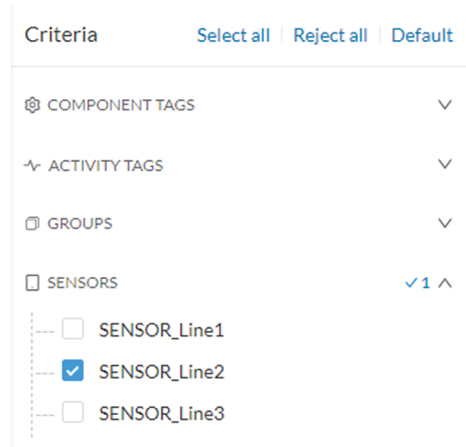 Criteria Select all Reject all Default
COMPONENT TAGS
ACTIVITY TAGS
GROUPS
SENSORS 1
SENSOR_Line1
SENSOR_Line2
SENSOR_Line3